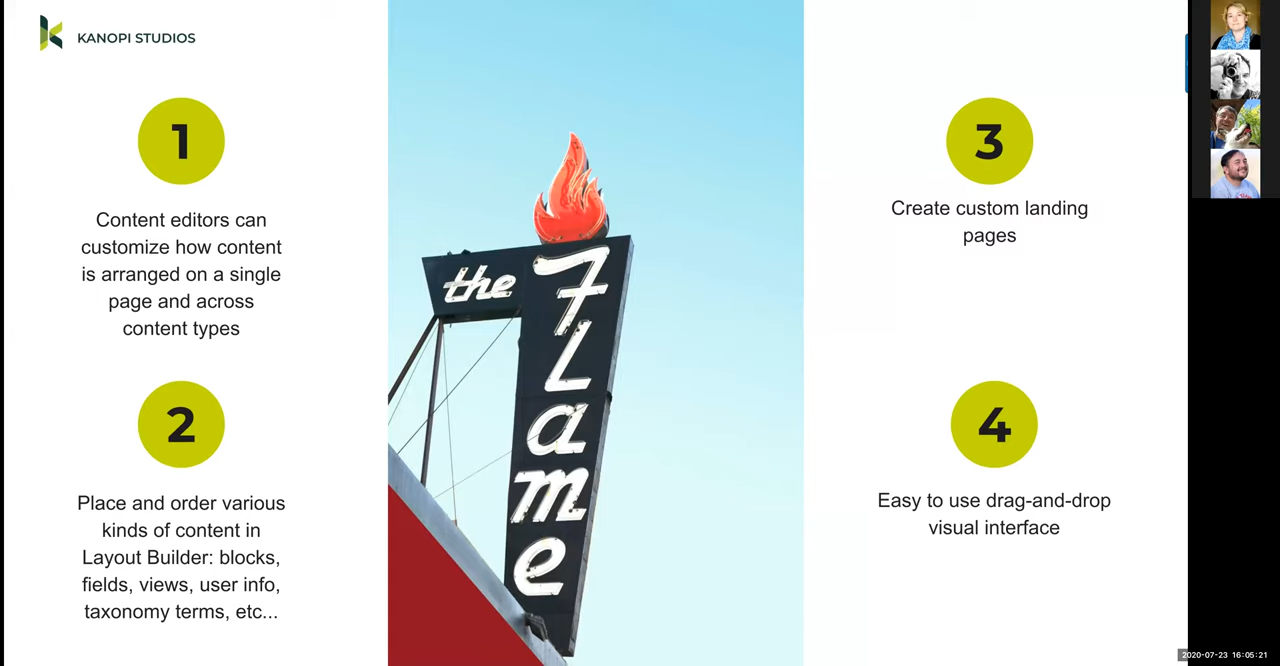 KANOPI STUDIOS
1
Content editors can
customize how content
is arranged on a single
page and across
content types
2
Place and order various
kinds of content in
Layout Builder: blocks,
fields, views, user info,
taxonomy terms, etc...
the
Flame
3
Create custom landing
pages
4
Easy to use drag-and-drop
visual interface
2020-07-23 16:05:21